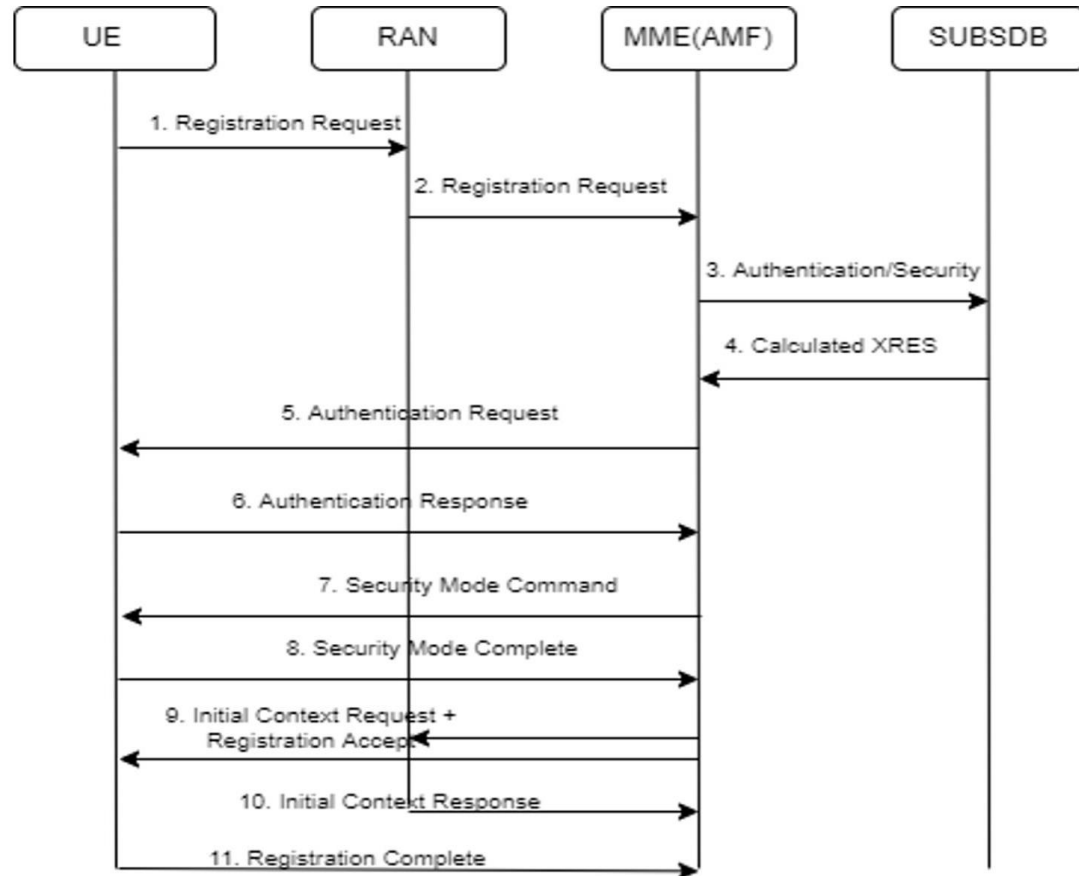 UE
RAN
MME(AMF)
SUBSDB
1. Registration Request
2. Registration Request
3. Authentication/Security
4. Calculated XRES
5. Authentication Request
6. Authentication Response
7. Security Mode Command
8. Security Mode Complete
9. Initial Context Request +
Registration Accept
10. Initial Context Response
11. Registration Complete